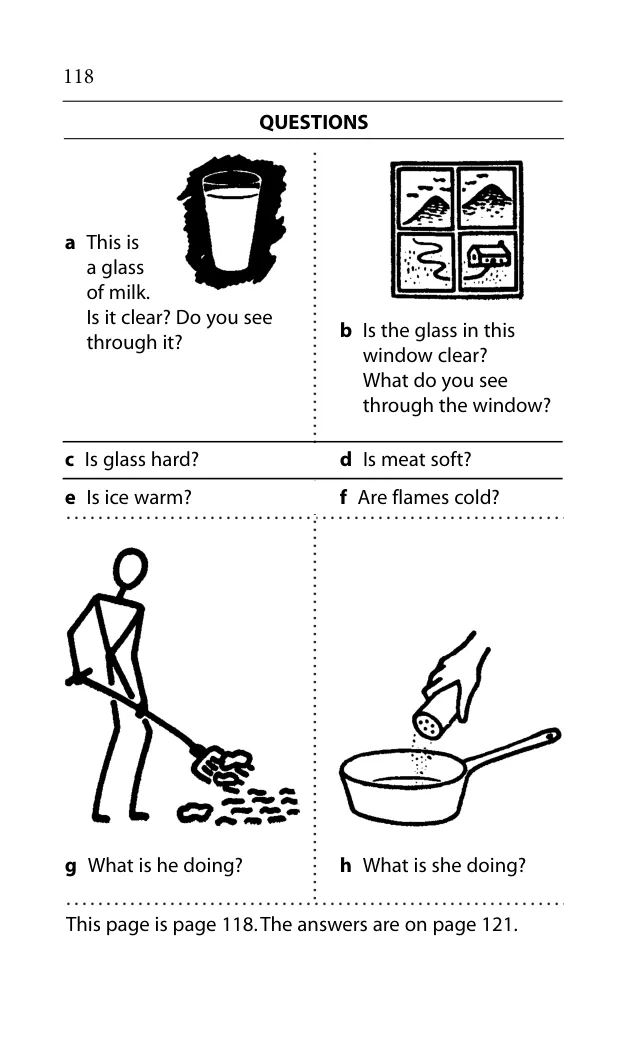 118
QUESTIONS
a This is
a glass
of milk.
Is it clear? Do you see
through it?
b Is the glass in this
window clear?
What do you see
through the window?
c Is glass hard?
d Is meat soft?
e Is ice warm?
f Are flames cold?
g What is he doing?
h What is she doing?
This page is page 118. The answers are on page 121.